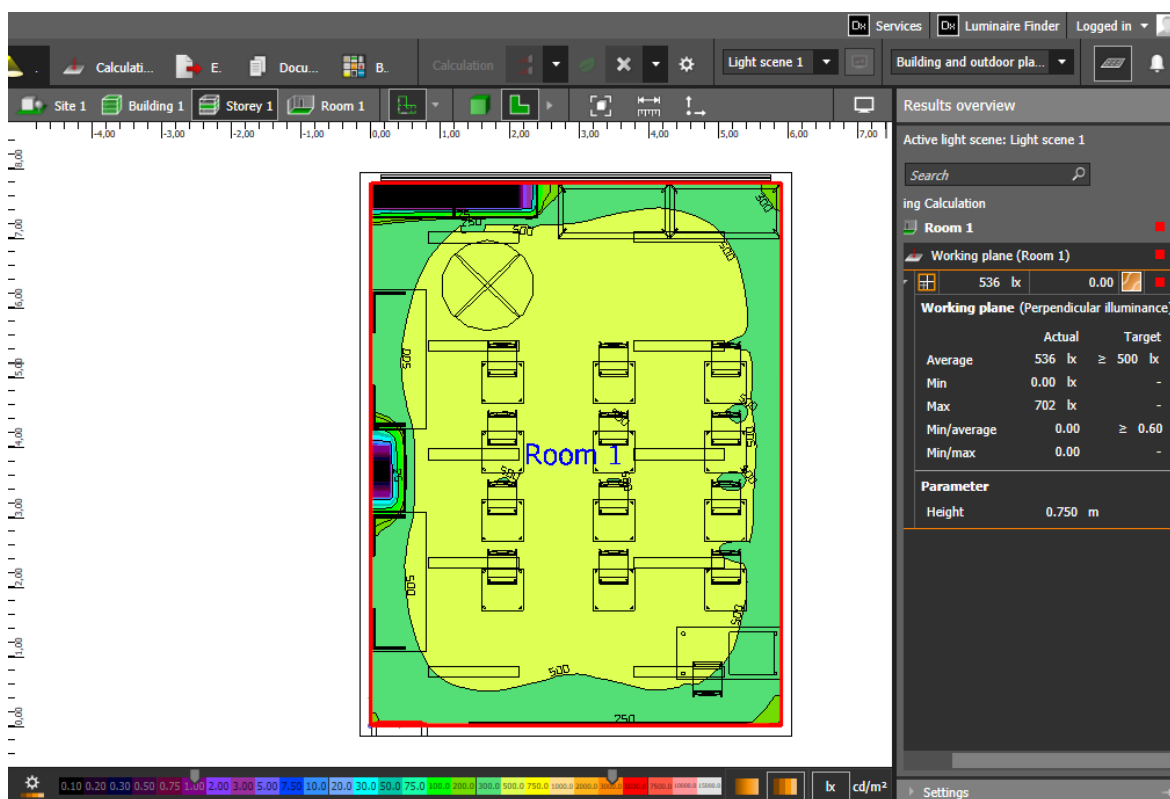 Services Luminaire Finder Logged in
Calculati... E. Docu... B.. Calculation Light scene 1 Building and outdoor pla...
Site 1 Building 1 Storey 1 Room 1 Results overview
-4,00 -3,00 -2,00 -1,00 0,00 1,00 2,00 3,00 4,00 5,00 6,00 7,00
Active light scene: Light scene 1
Search
ing Calculation
Room 1
Working plane (Room 1)
536 lx 0.00
Working plane (Perpendicular illuminance)
Actual Target
Average 536 lx ≥ 500 lx
Min 0.00 lx -
Max 702 lx -
Min/average 0.00 ≥ 0.60
Min/max 0.00 -
Parameter
Height 0.750 m
8,00
7,00
6,00
5,00
4,00
3,00
2,00
1,00
0,00
300
500
500
500
Room 1
500
500
500
500
250
0.10 0.20 0.30 0.50 0.75 1.00 2.00 3.00 5.00 7.50 10.0 20.0 30.0 50.0 75.0 100.0 200.0 300.0 500.0 750.0 1000.0 2000.0 3000.0 5000.0 7500.0 10000.0 15000.0 lx cd/m²
Settings